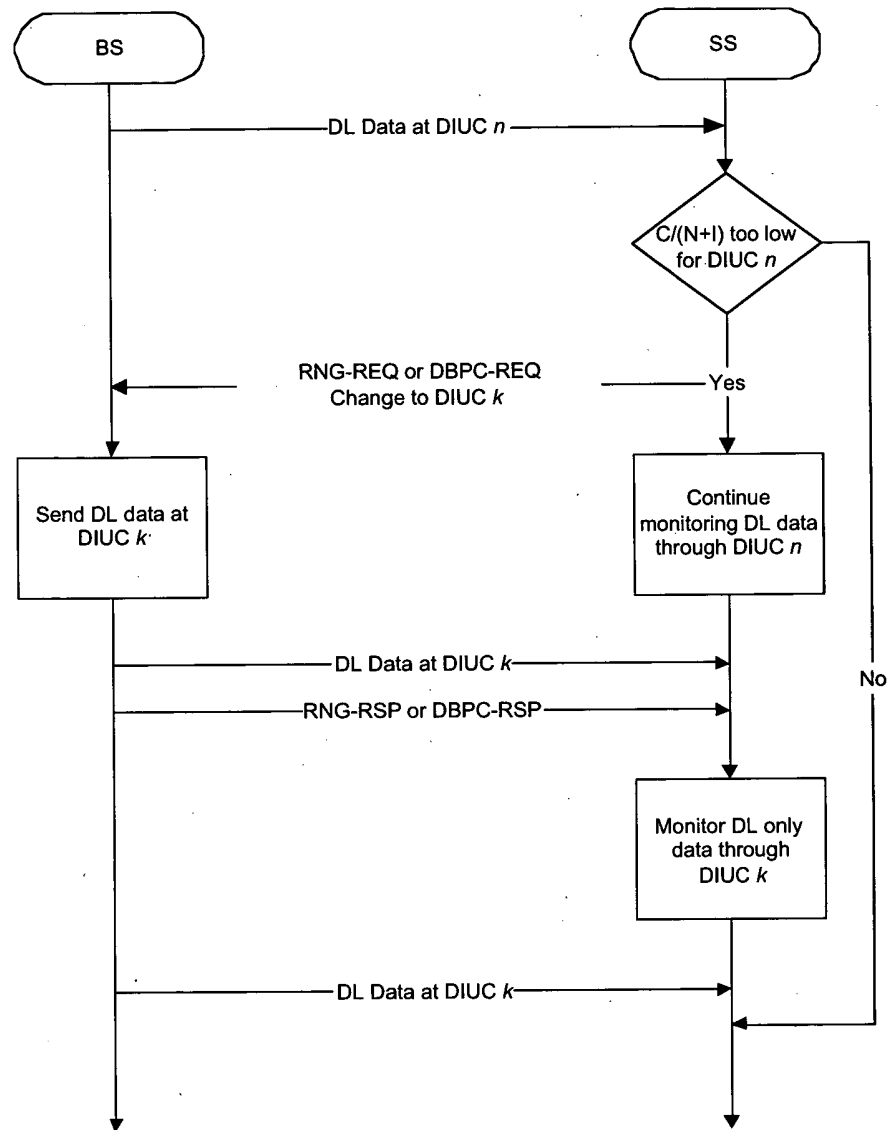 BS
SS
DL Data at DIUC n
C/(N+I) too low
for DIUC n
RNG-REQ or DBPC-REQ
Change to DIUC k
Yes
Send DL data at
DIUC k
Continue
monitoring DL data
through DIUC n
DL Data at DIUC k
No
RNG-RSP or DBPC-RSP
Monitor DL only
data through
DIUC k
DL Data at DIUC k